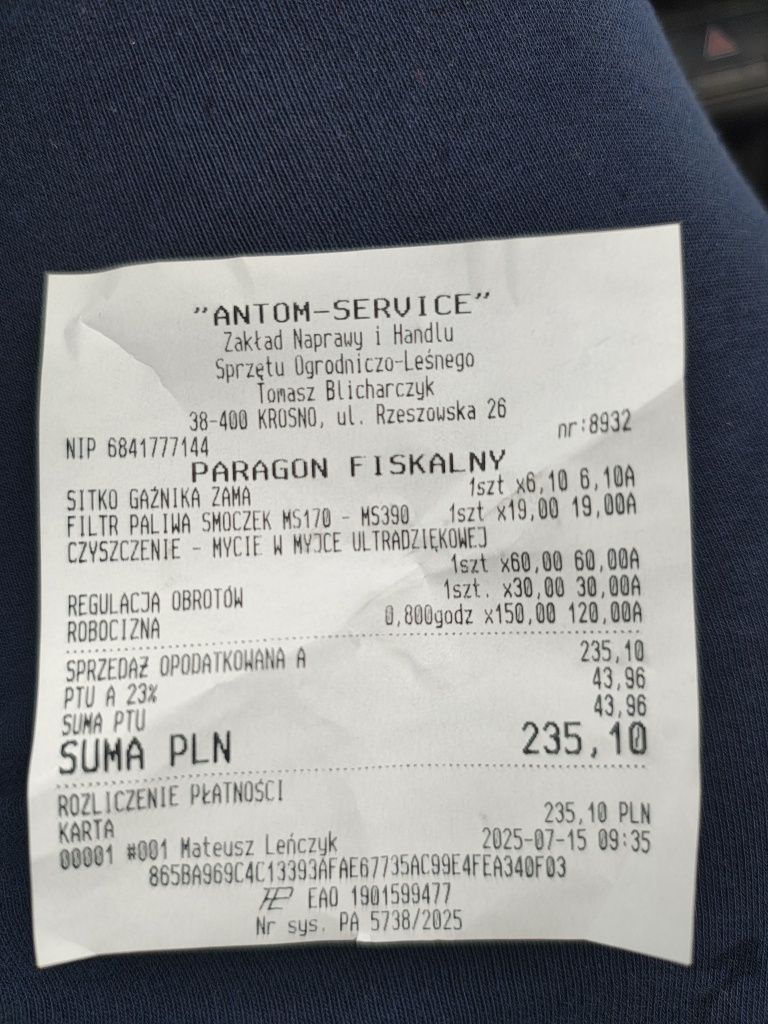 "ANTOM-SERVICE"
Zakład Naprawy i Handlu
Sprzętu Ogrodniczo-Leśnego
Tomasz Blicharczyk
38-400 KROSNO, ul. Rzeszowska 26
NIP 6841777144 nr:8932
PARAGON FISKALNY
SITKO GAŹNIKA ZAMA 1szt x6,10 6,10A
FILTR PALIWA SMOCZEK MS170 - MS390 1szt x19,00 19,00A
CZYSZCZENIE - MYCIE W MYJCE ULTRADZIĘKOWEJ
1szt x60,00 60,00A
REGULACJA OBROTÓW 1szt. x30,00 30,00A
ROBOCIZNA 0,800godz x150,00 120,00A
SPRZEDAŻ OPODATKOWANA A 235,10
PTU A 23% 43,96
SUMA PTU 43,96
SUMA PLN 235,10
ROZLICZENIE PŁATNOŚCI
KARTA 235,10 PLN
00001 #001 Mateusz Leńczyk 2025-07-15 09:35
865BA969C4C13393AFAE67735AC99E4FEA340F03
EAO 1901599477
Nr sys. PA 5738/2025